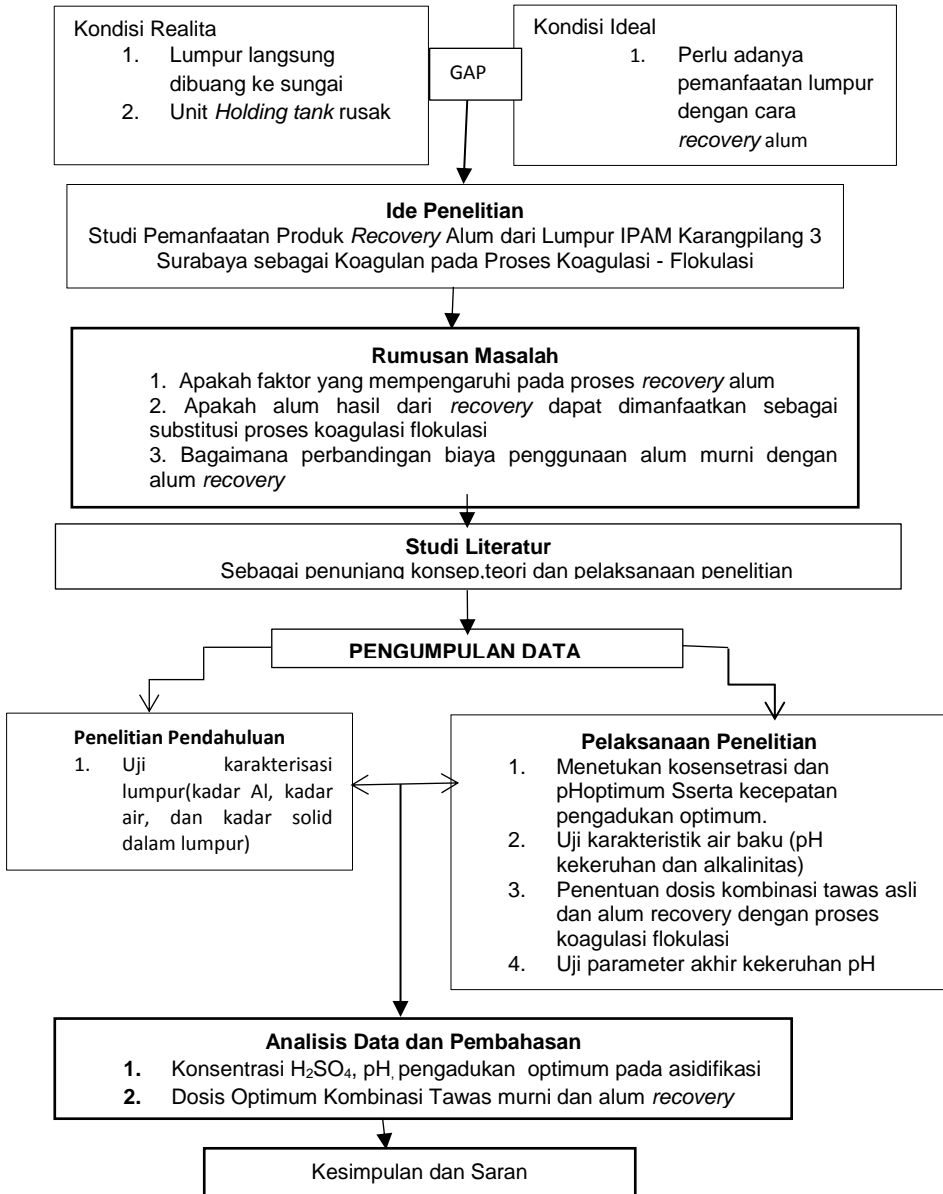 Kondisi Realita
1. Lumpur langsung
dibuang ke sungai
2. Unit Holding tank rusak
GAP
Kondisi Ideal
1. Perlu adanya
pemanfaatan lumpur
dengan cara
recovery alum
Ide Penelitian
Studi Pemanfaatan Produk Recovery Alum dari Lumpur IPAM Karangpilang 3
Surabaya sebagai Koagulan pada Proses Koagulasi - Flokulasi
Rumusan Masalah
1. Apakah faktor yang mempengaruhi pada proses recovery alum
2. Apakah alum hasil dari recovery dapat dimanfaatkan sebagai
substitusi proses koagulasi flokulasi
3. Bagaimana perbandingan biaya penggunaan alum murni dengan
alum recovery
Studi Literatur
Sebagai penunjang konsep,teori dan pelaksanaan penelitian
PENGUMPULAN DATA
Penelitian Pendahuluan
1. Uji karakterisasi
lumpur(kadar Al, kadar
air, dan kadar solid
dalam lumpur)
Pelaksanaan Penelitian
1. Menetukan kosensetrasi dan
pHoptimum Sserta kecepatan
pengadukan optimum.
2. Uji karakteristik air baku (pH
kekeruhan dan alkalinitas)
3. Penentuan dosis kombinasi tawas asli
dan alum recovery dengan proses
koagulasi flokulasi
4. Uji parameter akhir kekeruhan pH
Analisis Data dan Pembahasan
1. Konsentrasi H₂SO₄, pH, pengadukan optimum pada asidifikasi
2. Dosis Optimum Kombinasi Tawas murni dan alum recovery
Kesimpulan dan Saran